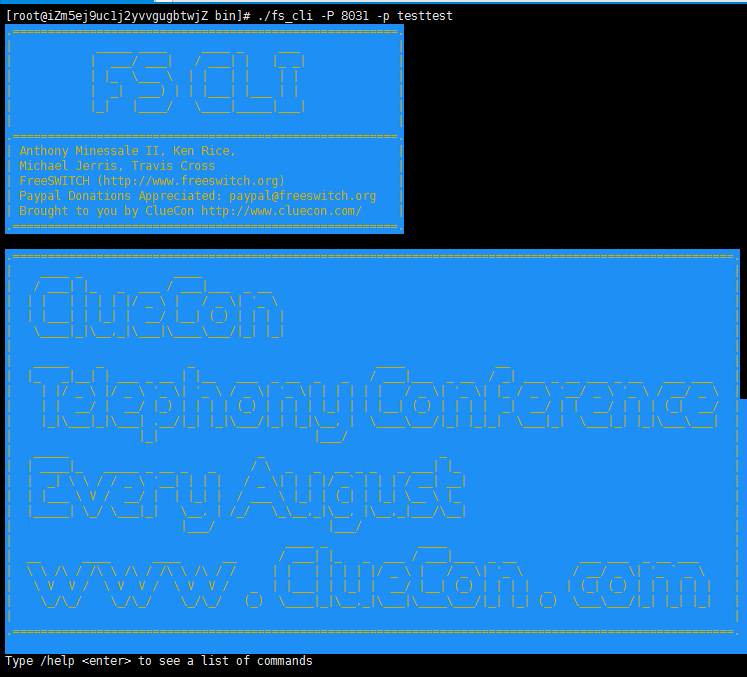 [root@iZm5ej9uc1j2yvvgugbtwjZ bin]# ./fs_cli -P 8031 -p testtest
FS CLI
Anthony Minessale II, Ken Rice,
Michael Jerris, Travis Cross
FreeSWITCH (http://www.freeswitch.org)
Paypal Donations Appreciated: paypal@freeswitch.org
Brought to you by ClueCon http://www.cluecon.com/
ClueCon
Telephony Conference
Every August
www.ClueCon.com
Type /help <enter> to see a list of commands